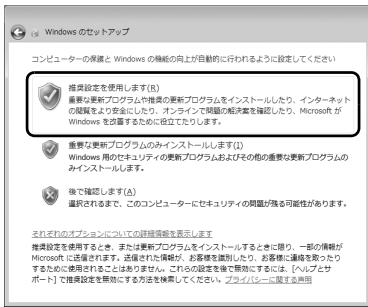 Windows のセットアップ
コンピューターの保護と Windows の機能の向上が自動的に行われるように設定してください
推奨設定を使用します(R)
重要な更新プログラムや推奨の更新プログラムをインストールしたり、インターネット
の閲覧をより安全にしたり、オンラインで問題の解決策を確認したり、Microsoft が
Windows を改善するために役立てたりします。
重要な更新プログラムのみインストールします(I)
Windows 用のセキュリティの更新プログラムおよびその他の重要な更新プログラムの
みインストールします。
後で確認します(A)
選択されるまで、このコンピューターにセキュリティの問題が残る可能性があります。
それぞれのオプションについての詳細情報を表示します
推奨設定を使用するとき、または更新プログラムをインストールするときに限り、一部の情報が
Microsoft に送信されます。送信された情報が、お客様を識別したり、お客様に連絡を取ったり
するために使用されることはありません。これらの設定を後で無効にするには、[ヘルプとサ
ポート] で推奨設定を無効にする方法を検索してください。プライバシーに関する声明